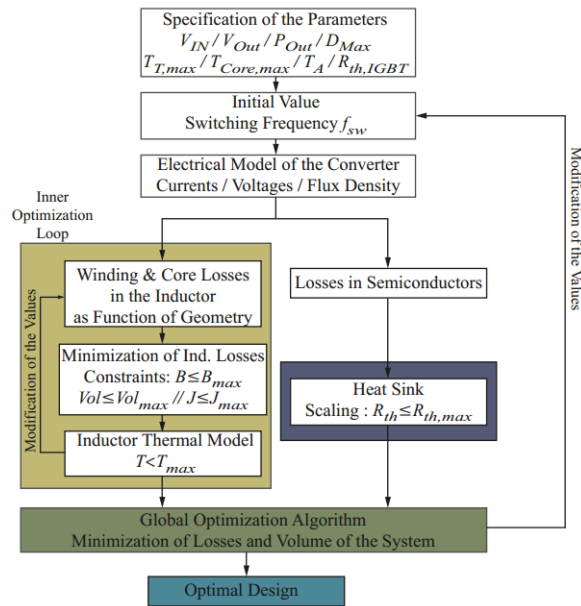 Specification of the Parameters
V_IN / V_Out / P_Out / D_Max
T_T,max / T_Core,max / T_A / R_th,IGBT
Initial Value
Switching Frequency f_sw
Electrical Model of the Converter
Currents / Voltages / Flux Density
Inner
Optimization
Loop
Modification of the Values
Winding & Core Losses
in the Inductor
as Function of Geometry
Minimization of Ind. Losses
Constraints: B≤B_max
Vol≤Vol_max // J≤J_max
Inductor Thermal Model
T<T_max
Losses in Semiconductors
Heat Sink
Scaling : R_th≤R_th,max
Modification of the Values
Global Optimization Algorithm
Minimization of Losses and Volume of the System
Optimal Design